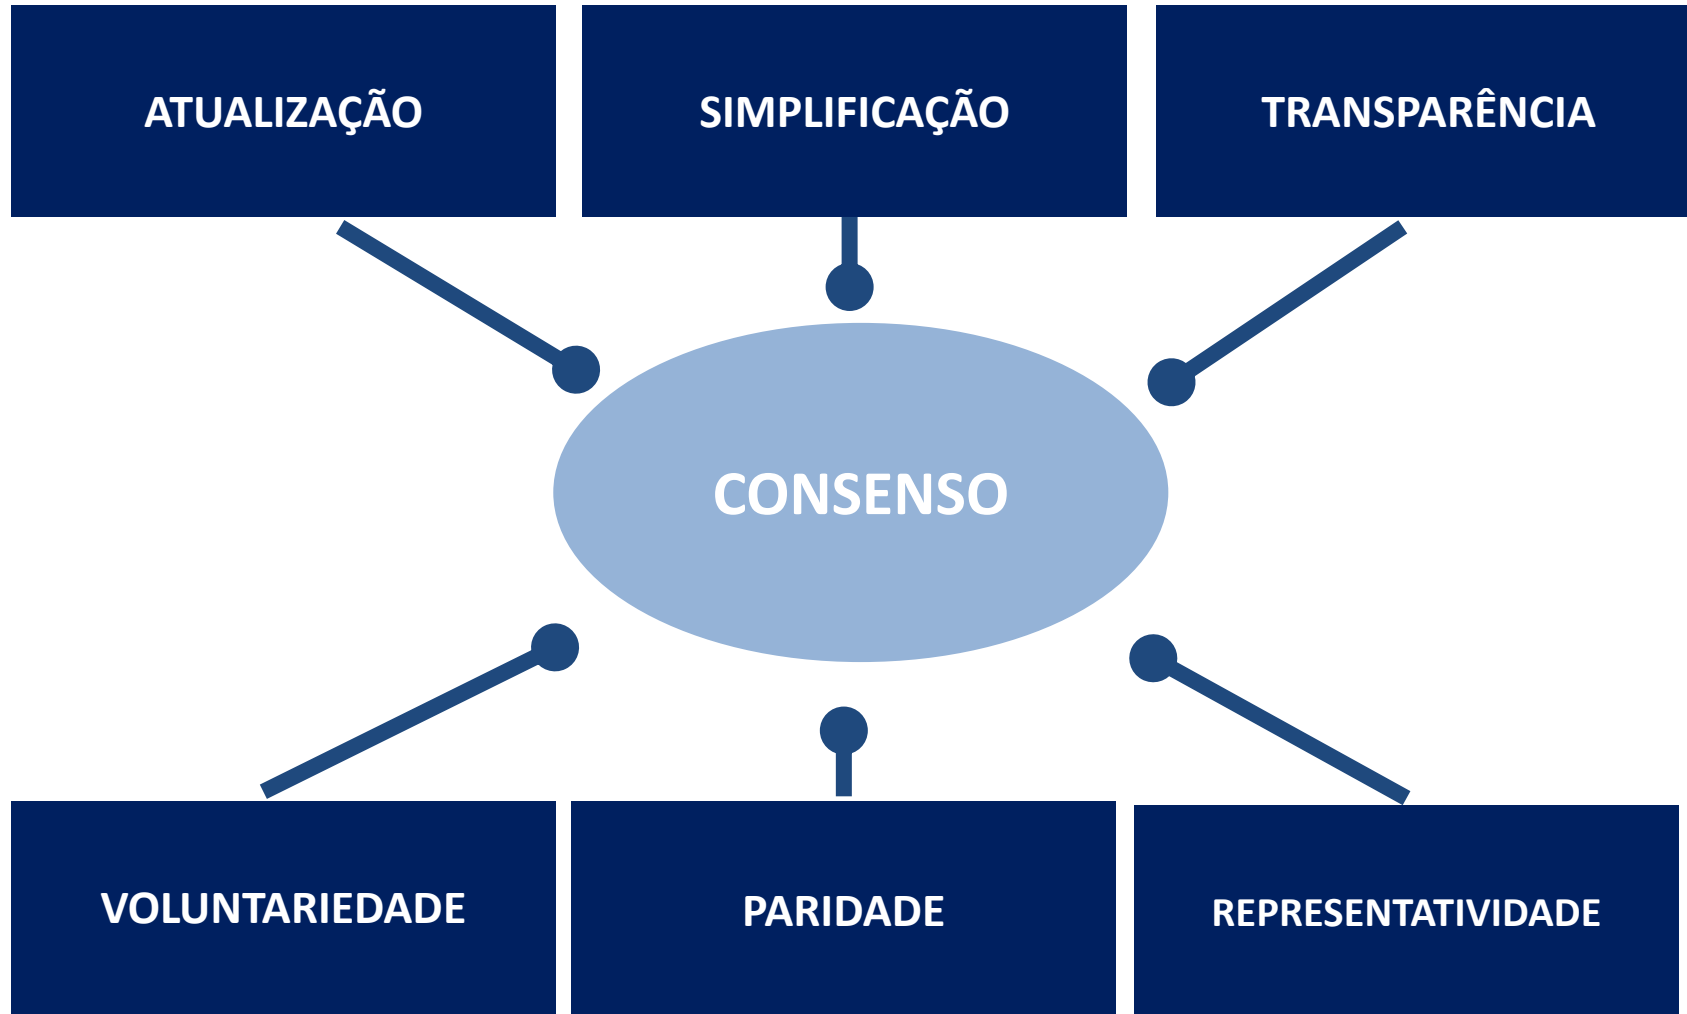 ATUALIZAÇÃO
SIMPLIFICAÇÃO
TRANSPARÊNCIA
CONSENSO
VOLUNTARIEDADE
PARIDADE
REPRESENTATIVIDADE